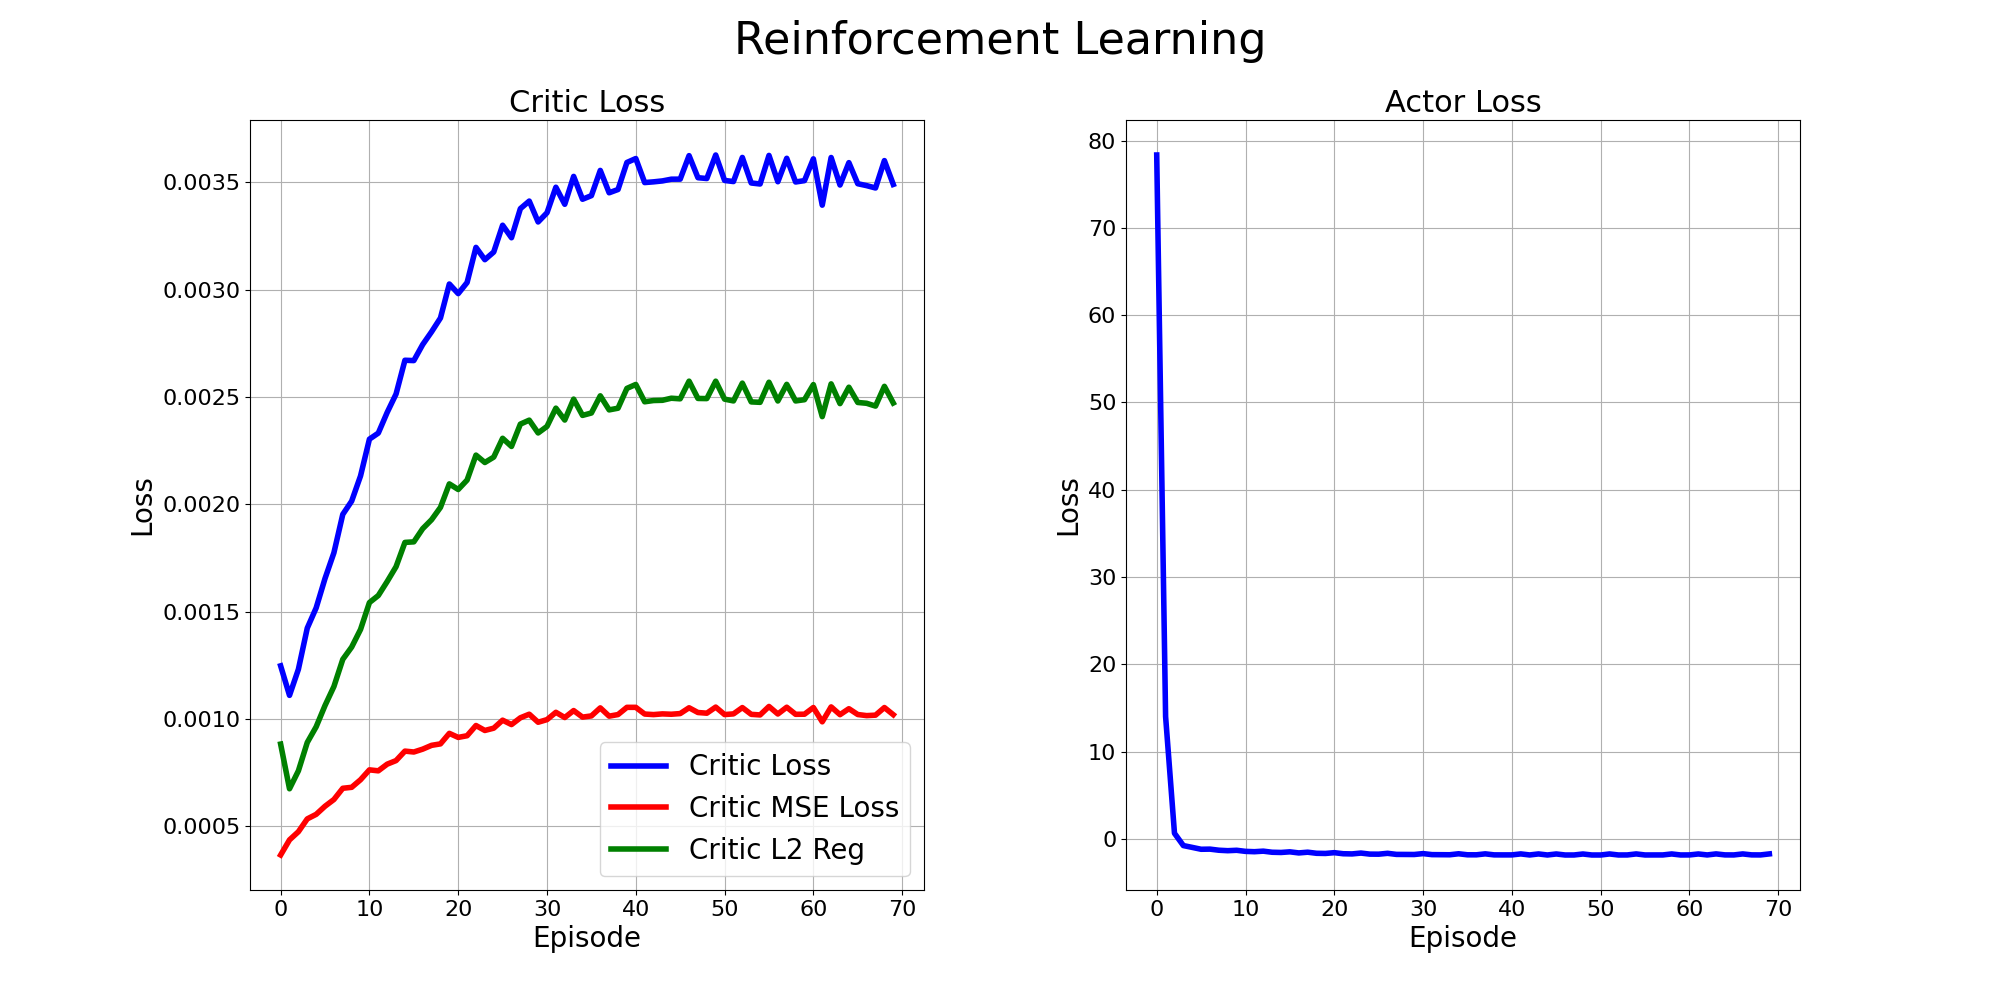 Reinforcement Learning
Critic Loss
Loss
0.0035
0.0030
0.0025
0.0020
0.0015
0.0010
0.0005
0 10 20 30 40 50 60 70
Episode
Critic Loss
Critic MSE Loss
Critic L2 Reg
Actor Loss
Loss
80
70
60
50
40
30
20
10
0
0 10 20 30 40 50 60 70
Episode